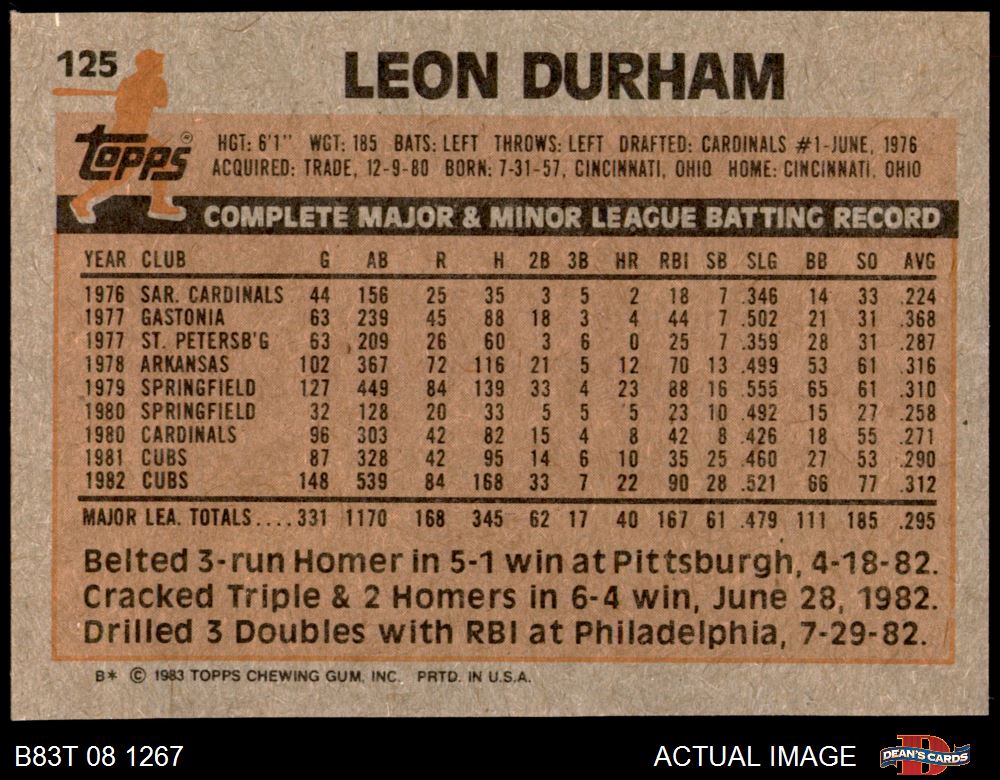 125 LEON DURHAM
topps ®
HGT: 6'1" WGT: 185 BATS: LEFT THROWS: LEFT DRAFTED: CARDINALS #1-JUNE, 1976
ACQUIRED: TRADE, 12-9-80 BORN: 7-31-57, CINCINNATI, OHIO HOME: CINCINNATI, OHIO
COMPLETE MAJOR & MINOR LEAGUE BATTING RECORD
YEAR CLUB G AB R H 2B 3B HR RBI SB SLG BB SO AVG
1976 SAR. CARDINALS 44 156 25 35 3 5 2 18 7 .346 14 33 .224
1977 GASTONIA 63 239 45 88 18 3 4 44 7 .502 21 31 .368
1977 ST. PETERSB'G 63 209 26 60 3 6 0 25 7 .359 28 31 .287
1978 ARKANSAS 102 367 72 116 21 5 12 70 13 .499 53 61 .316
1979 SPRINGFIELD 127 449 84 139 33 4 23 88 16 .555 65 61 .310
1980 SPRINGFIELD 32 128 20 33 5 5 5 23 10 .492 15 27 .258
1980 CARDINALS 96 303 42 82 15 4 8 42 8 .426 18 55 .271
1981 CUBS 87 328 42 95 14 6 10 35 25 .460 27 53 .290
1982 CUBS 148 539 84 168 33 7 22 90 28 .521 66 77 .312
MAJOR LEA. TOTALS....331 1170 168 345 62 17 40 167 61 .479 111 185 .295
Belted 3-run Homer in 5-1 win at Pittsburgh, 4-18-82.
Cracked Triple & 2 Homers in 6-4 win, June 28, 1982.
Drilled 3 Doubles with RBI at Philadelphia, 7-29-82.
B* © 1983 TOPPS CHEWING GUM, INC. PRTD. IN U.S.A.
B83T 08 1267 ACTUAL IMAGE DEAN'S CARDS